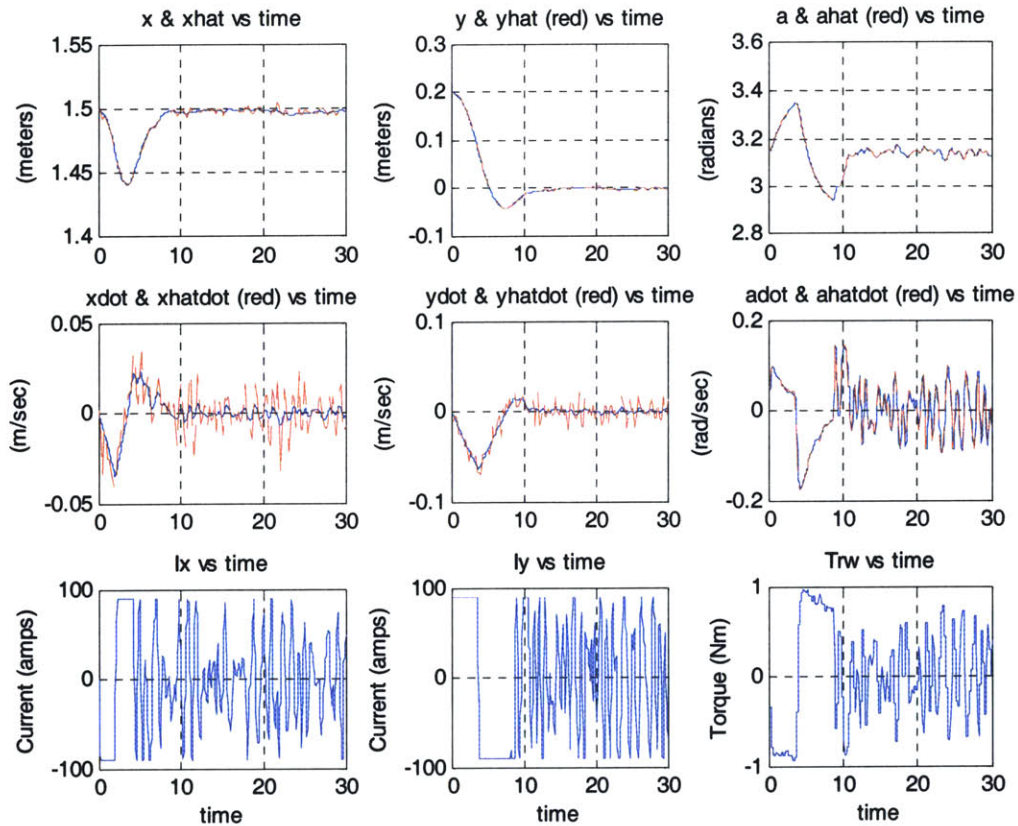 x & xhat vs time
y & yhat (red) vs time
a & ahat (red) vs time
1.55
1.5
1.45
1.4
(meters)
0 10 20 30
0.3
0.2
0.1
0
-0.1
(meters)
0 10 20 30
3.6
3.4
3.2
3
2.8
(radians)
0 10 20 30
xdot & xhatdot (red) vs time
ydot & yhatdot (red) vs time
adot & ahatdot (red) vs time
0.05
0
-0.05
(m/sec)
0 10 20 30
0.1
0
-0.1
(m/sec)
0 10 20 30
0.2
0
-0.2
(rad/sec)
0 10 20 30
Ix vs time
Iy vs time
Trw vs time
100
0
-100
Current (amps)
0 10 20 30
time
100
0
-100
Current (amps)
0 10 20 30
time
1
0
-1
Torque (Nm)
0 10 20 30
time